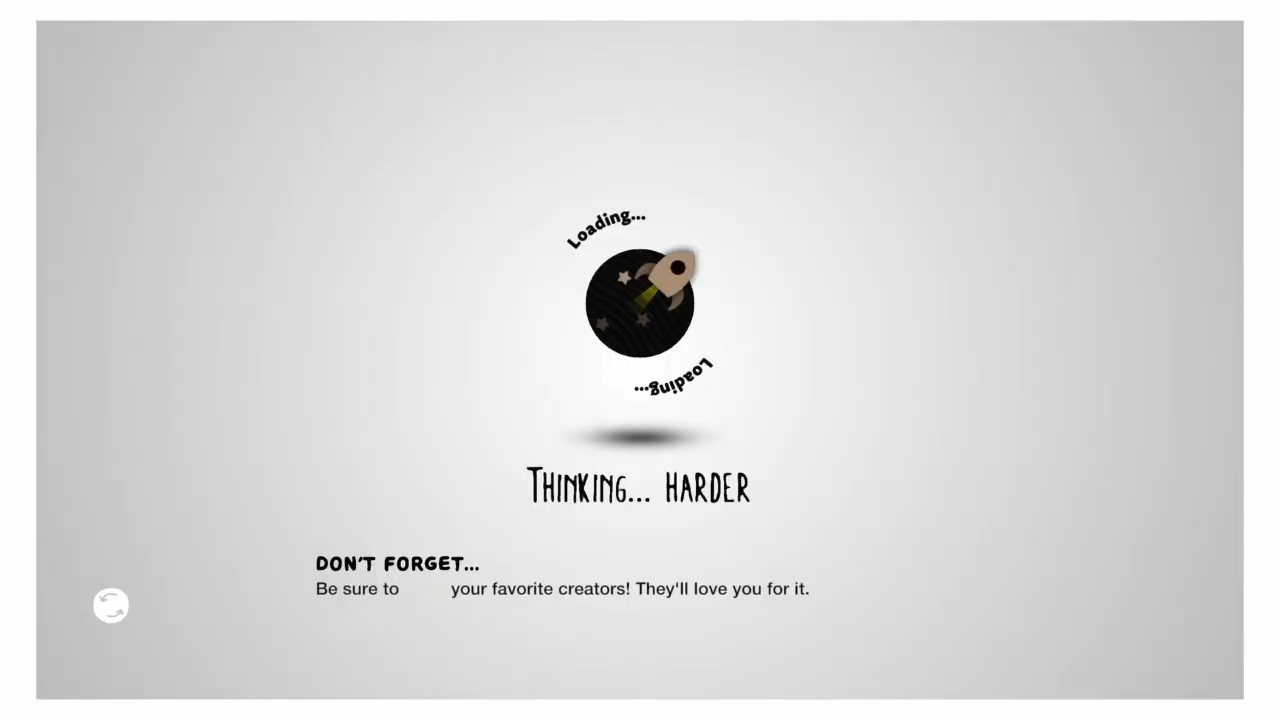 Loading...
Loading...
THINKING... HARDER
DON'T FORGET...
Be sure to your favorite creators! They'll love you for it.